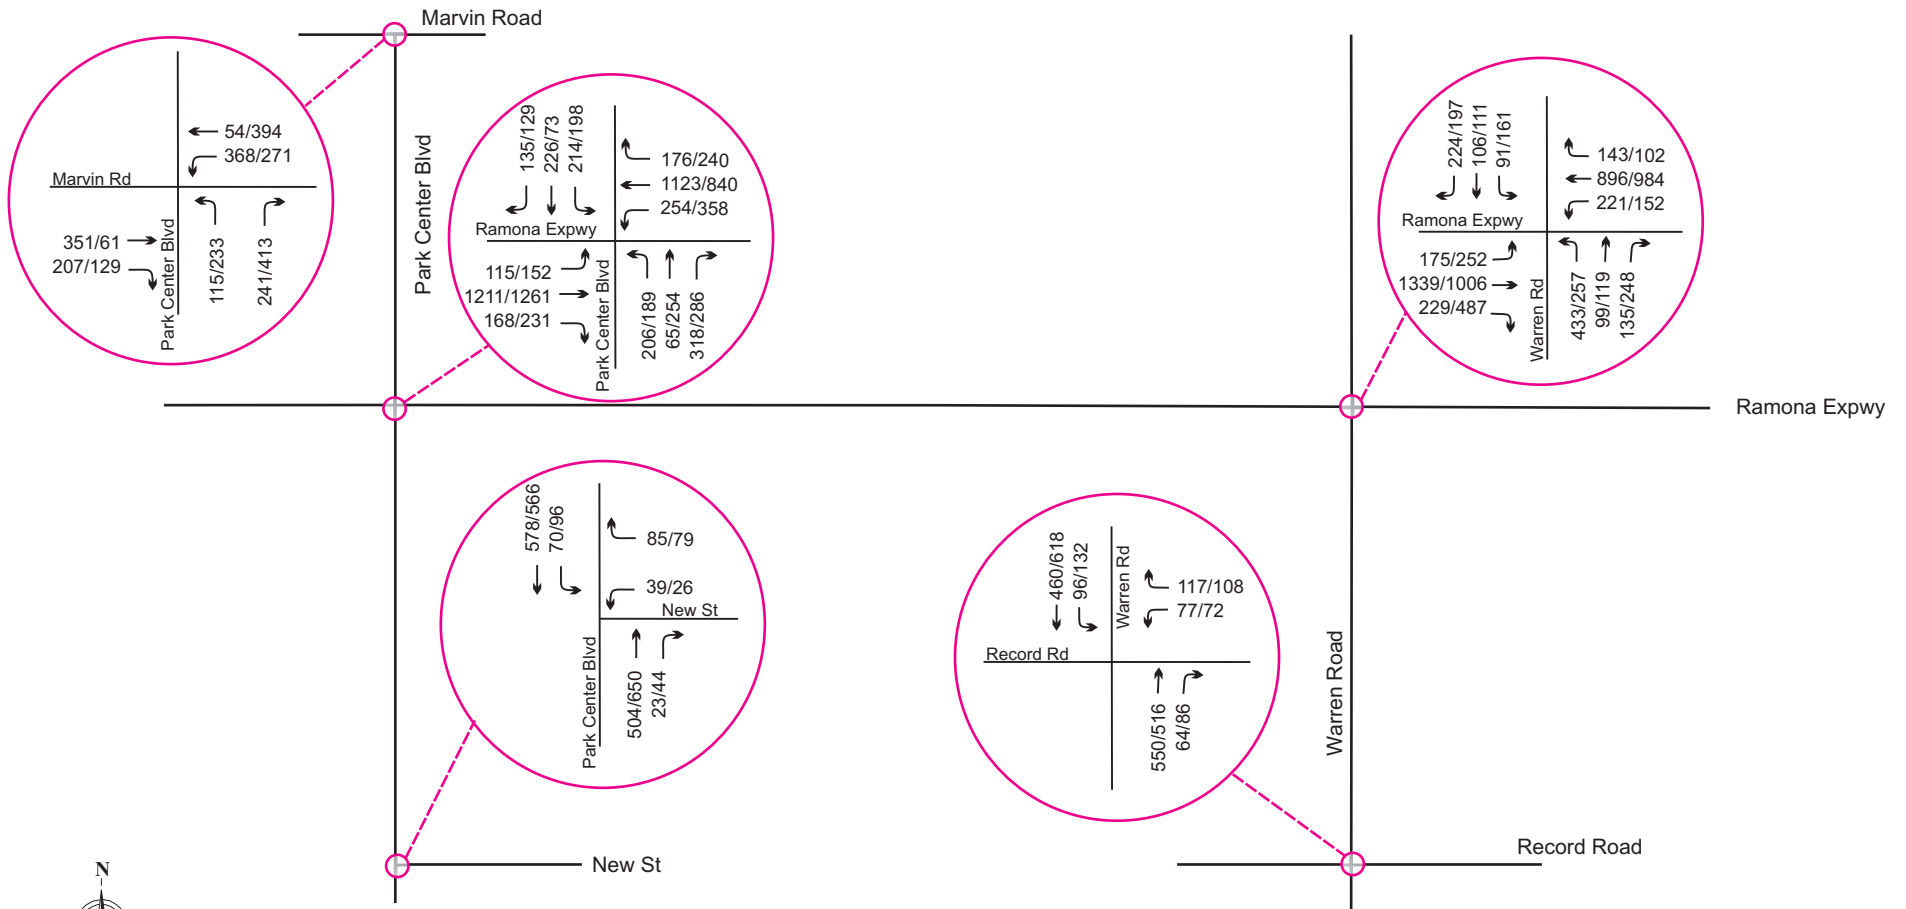 Marvin Road
54/394
368/271
Marvin Rd
351/61
207/129
Park Center Blvd
115/233
241/413
Park Center Blvd
135/129
226/73
214/198
176/240
1123/840
254/358
Ramona Expwy
115/152
1211/1261
168/231
Park Center Blvd
206/189
65/254
318/286
224/197
106/111
91/161
143/102
896/984
221/152
Ramona Expwy
175/252
1339/1006
229/487
Warren Rd
433/257
99/119
135/248
Ramona Expwy
578/566
70/96
85/79
39/26
New St
Park Center Blvd
504/650
23/44
460/618
96/132
Warren Rd
117/108
77/72
Record Rd
550/516
64/86
Warren Road
New St
Record Road
N